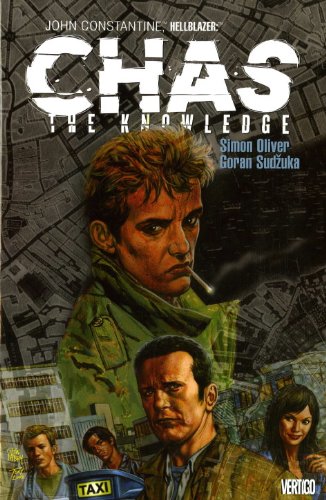 JOHN CONSTANTINE, HELLBLAZER:
CHAS
THE KNOWLEDGE
Simon Oliver
Goran Sudžuka
TAXI
VERTIGO